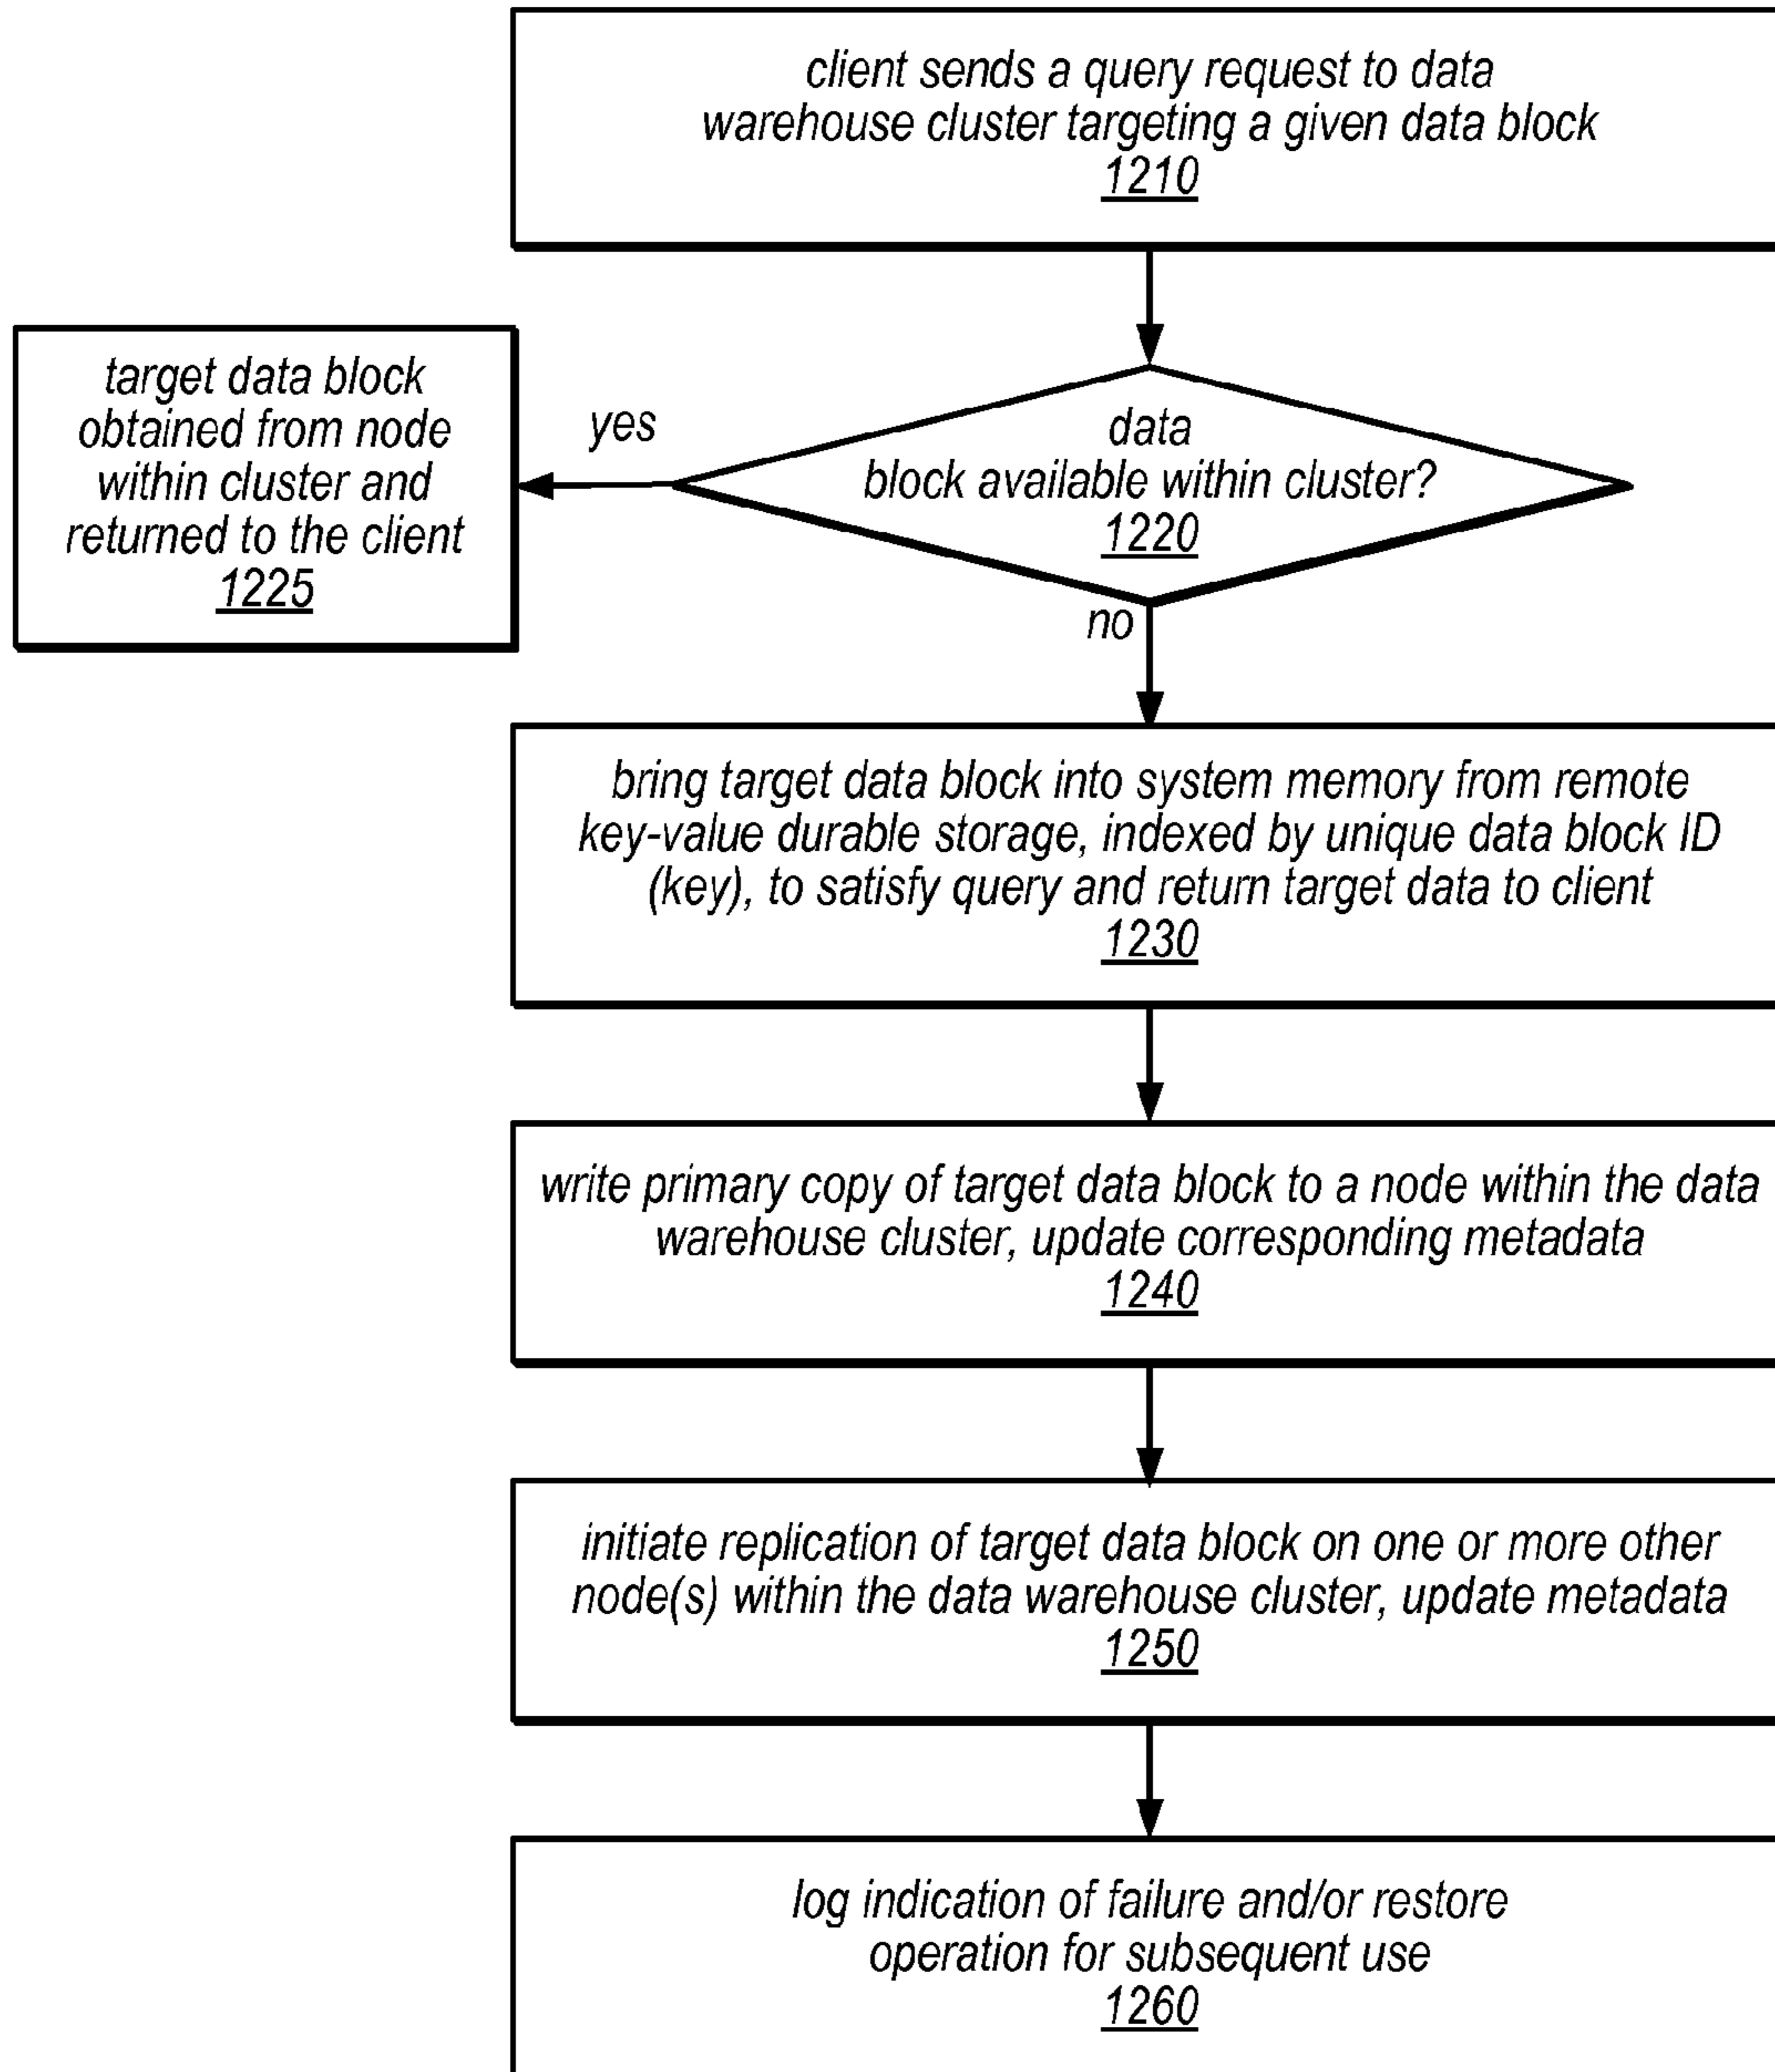 client sends a query request to data
warehouse cluster targeting a given data block
1210
data
block available within cluster?
1220
yes
target data block
obtained from node
within cluster and
returned to the client
1225
no
bring target data block into system memory from remote
key-value durable storage, indexed by unique data block ID
(key), to satisfy query and return target data to client
1230
write primary copy of target data block to a node within the data
warehouse cluster, update corresponding metadata
1240
initiate replication of target data block on one or more other
node(s) within the data warehouse cluster, update metadata
1250
log indication of failure and/or restore
operation for subsequent use
1260